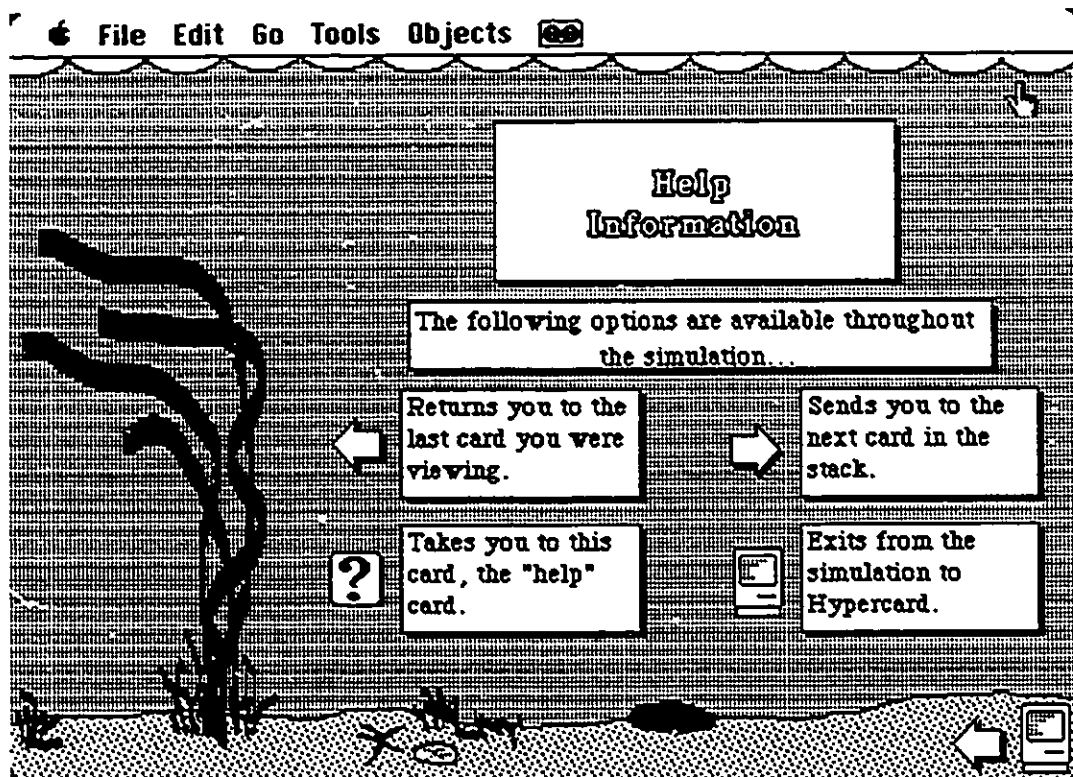 File Edit Go Tools Objects
Help
Information
The following options are available throughout
the simulation...
Returns you to the
last card you were
viewing.
Sends you to the
next card in the
stack.
?
Takes you to this
card, the "help"
card.
Exits from the
simulation to
Hypercard.